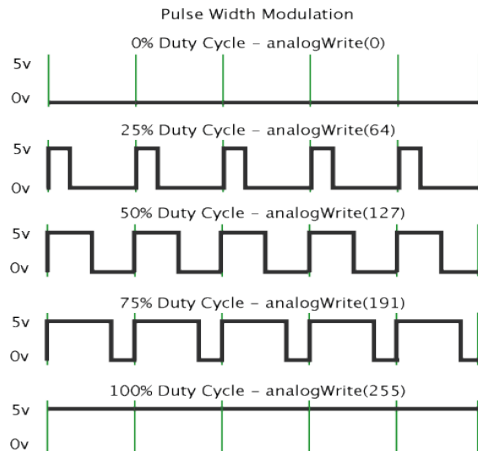 Pulse Width Modulation
0% Duty Cycle – analogWrite(0)
5v
0v
25% Duty Cycle – analogWrite(64)
5v
0v
50% Duty Cycle – analogWrite(127)
5v
0v
75% Duty Cycle – analogWrite(191)
5v
0v
100% Duty Cycle – analogWrite(255)
5v
0v